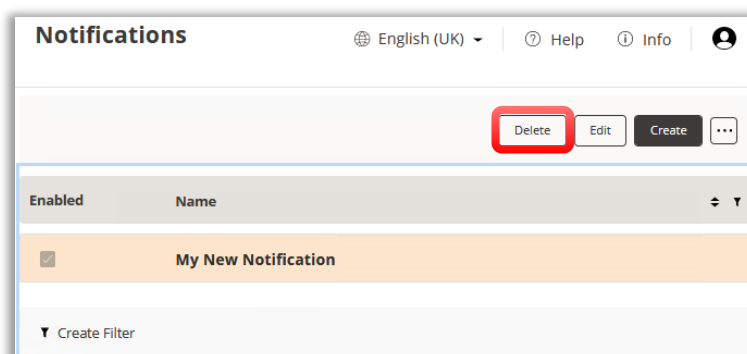 Notifications English (UK) Help Info
Delete Edit Create
Enabled Name
My New Notification
Create Filter